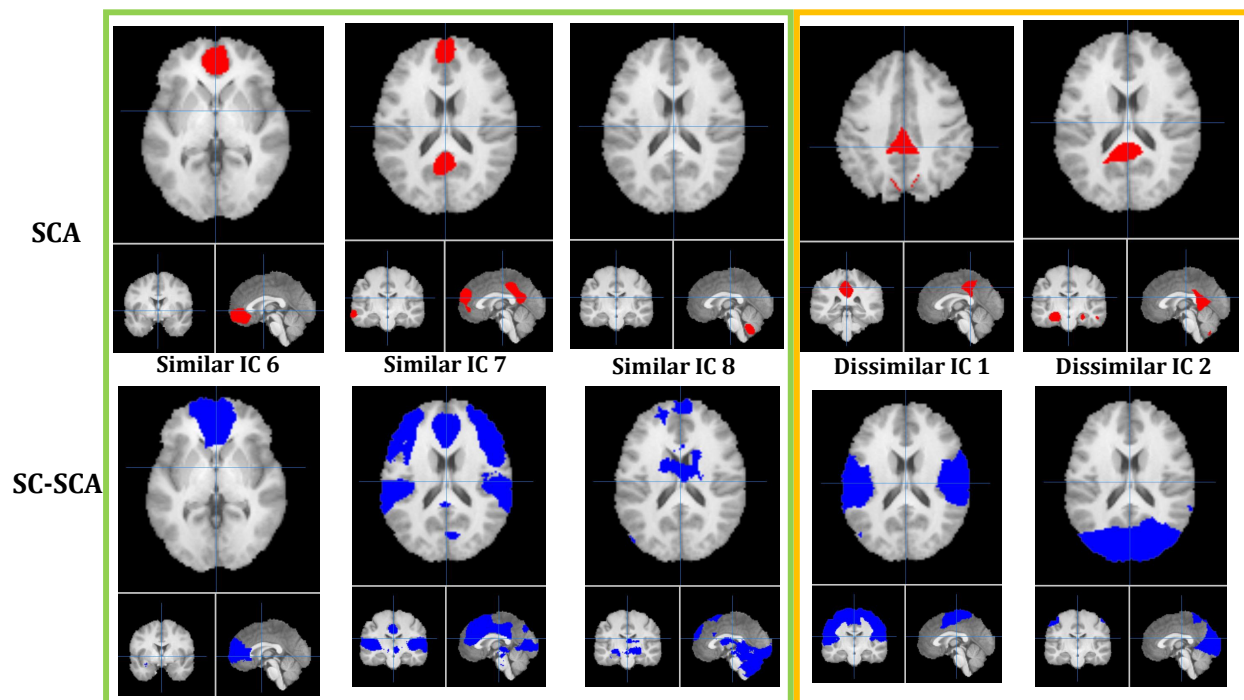 SCA
Similar IC 6
Similar IC 7
Similar IC 8
Dissimilar IC 1
Dissimilar IC 2
SC-SCA